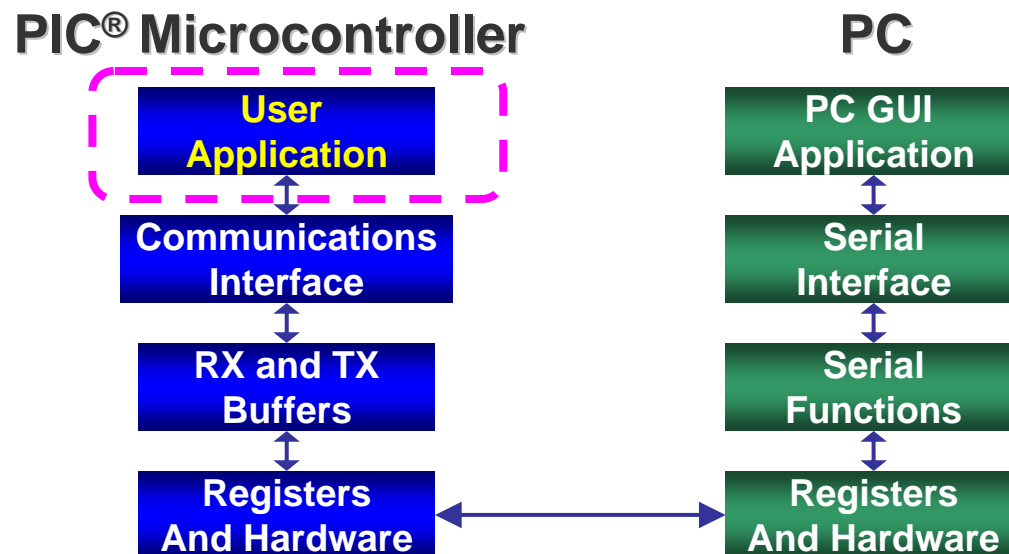 PIC® Microcontroller
User
Application
Communications
Interface
RX and TX
Buffers
Registers
And Hardware
PC
PC GUI
Application
Serial
Interface
Serial
Functions
Registers
And Hardware